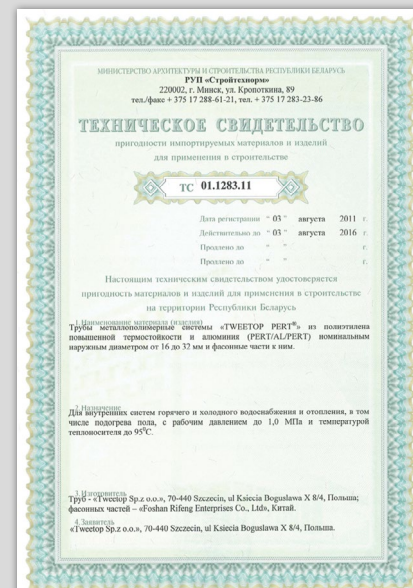 МИНИСТЕРСТВО АРХИТЕКТУРЫ И СТРОИТЕЛЬСТВА РЕСПУБЛИКИ БЕЛАРУСЬ
РУП «Стройтехнорм»
220002, г. Минск, ул. Кропоткина, 89
тел./факс + 375 17 288-61-21, тел. + 375 17 283-23-86
ТЕХНИЧЕСКОЕ СВИДЕТЕЛЬСТВО
пригодности импортируемых материалов и изделий
для применения в строительстве
ТС 01.1283.11
Дата регистрации " 03 " августа 2011 г.
Действительно до " 03 " августа 2016 г.
Продлено до " " г.
Продлено до " " г.
Настоящим техническим свидетельством удостоверяется
пригодность материалов и изделий для применения в строительстве
на территории Республики Беларусь
1. Наименование материала (изделия)
Трубы металлополимерные системы «TWEETOP PERT®» из полиэтилена
повышенной термостойкости и алюминия (PERT/AL/PERT) номинальным
наружным диаметром от 16 до 32 мм и фасонные части к ним.
2. Назначение
Для внутренних систем горячего и холодного водоснабжения и отопления, в том
числе подогрева пола, с рабочим давлением до 1,0 МПа и температурой
теплоносителя до 95⁰С.
3. Изготовитель
Труб - «Tweetop Sp.z o.o.», 70-440 Szczecin, ul Ksiecia Boguslawa X 8/4, Польша;
фасонных частей – «Foshan Rifeng Enterprises Co., Ltd», Китай.
4. Заявитель
«Tweetop Sp.z o.o.», 70-440 Szczecin, ul Ksiecia Boguslawa X 8/4, Польша.